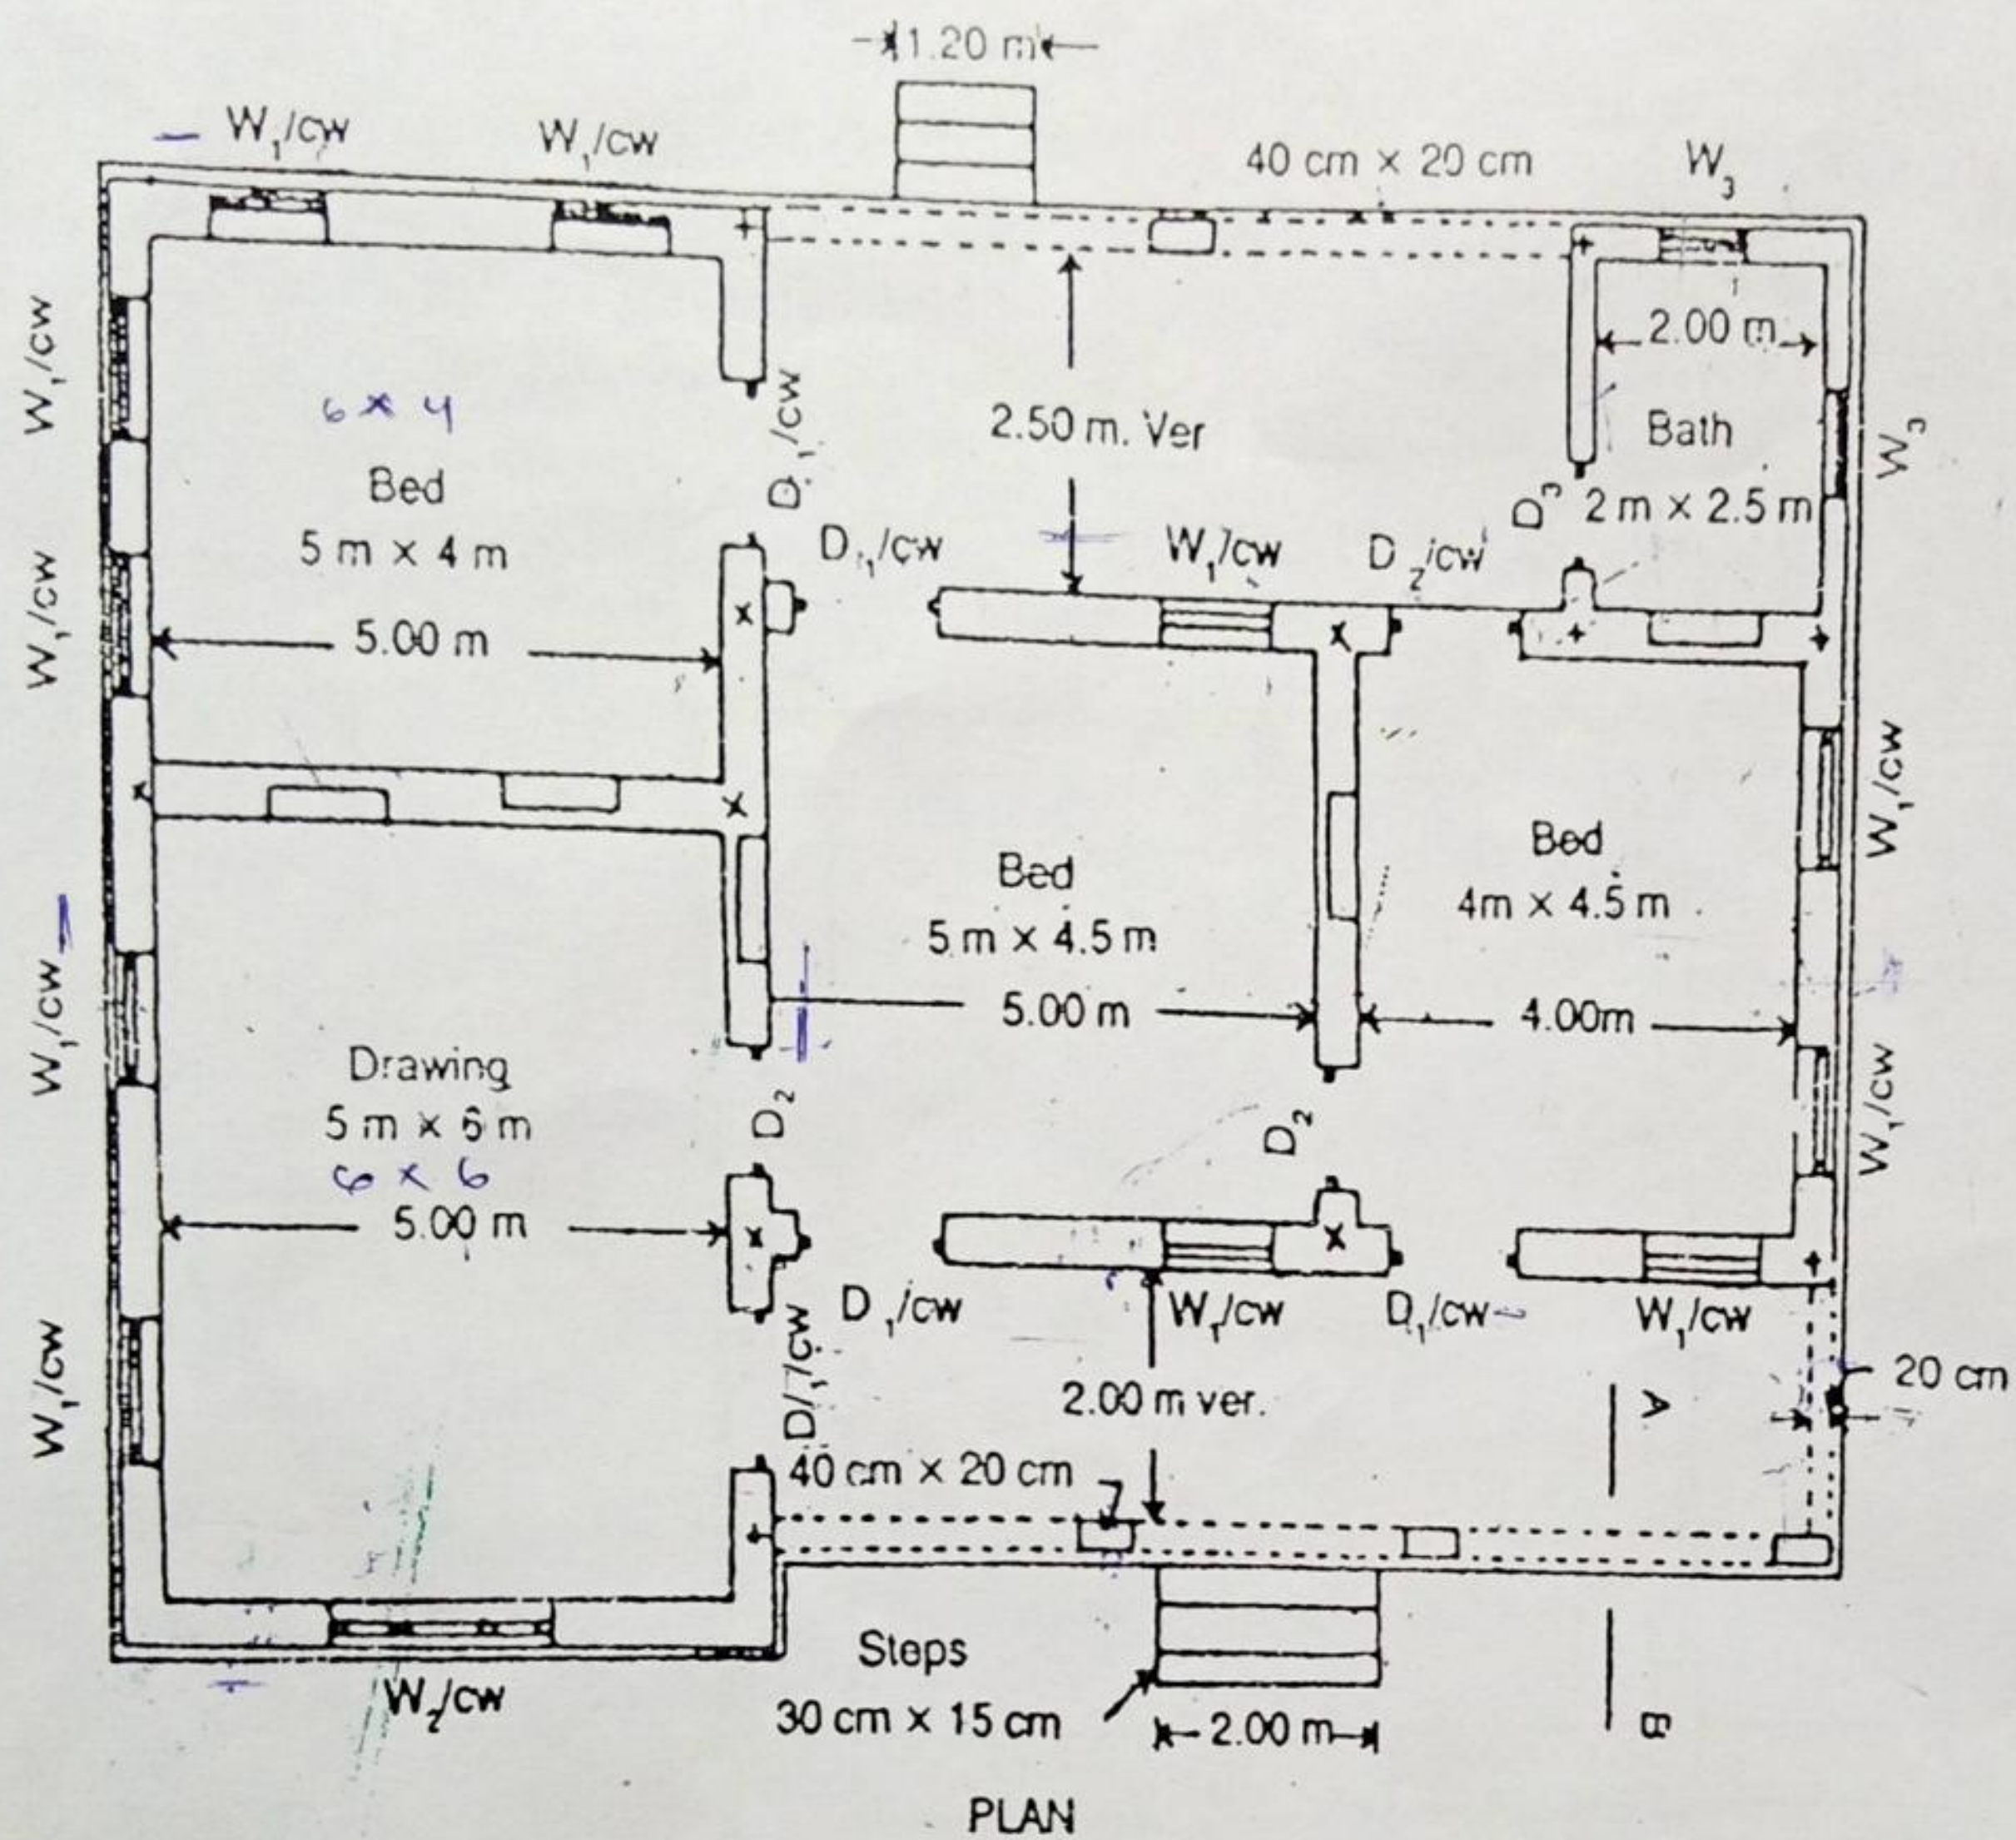 1.20 m
W₁/cw
W₁/cw
40 cm × 20 cm
W₃
W₁/cw
6 × 4
Bed
5 m × 4 m
5.00 m
D₁/cw
2.50 m. Ver
2.00 m
Bath
2 m × 2.5 m
W₃
D₃
D₁/cw
W₁/cw
D₂/cw
W₁/cw
W₁/cw
Bed
5 m × 4.5 m
5.00 m
Bed
4m × 4.5 m
4.00m
W₁/cw
Drawing
5 m × 6 m
6 × 6
5.00 m
D₂
D₂
W₁/cw
D₁/cw
W₁/cw
D₁/cw
W₁/cw
W₁/cw
D/₁/cw
2.00 m ver.
40 cm × 20 cm
A
20 cm
W₂/cw
Steps
30 cm × 15 cm
2.00 m
B
PLAN